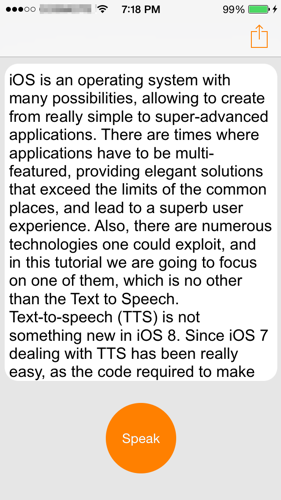 7:18 PM 99%
iOS is an operating system with
many possibilities, allowing to create
from really simple to super-advanced
applications. There are times where
applications have to be multi-
featured, providing elegant solutions
that exceed the limits of the common
places, and lead to a superb user
experience. Also, there are numerous
technologies one could exploit, and
in this tutorial we are going to focus
on one of them, which is no other
than the Text to Speech.
Text-to-speech (TTS) is not
something new in iOS 8. Since iOS 7
dealing with TTS has been really
easy, as the code required to make
Speak